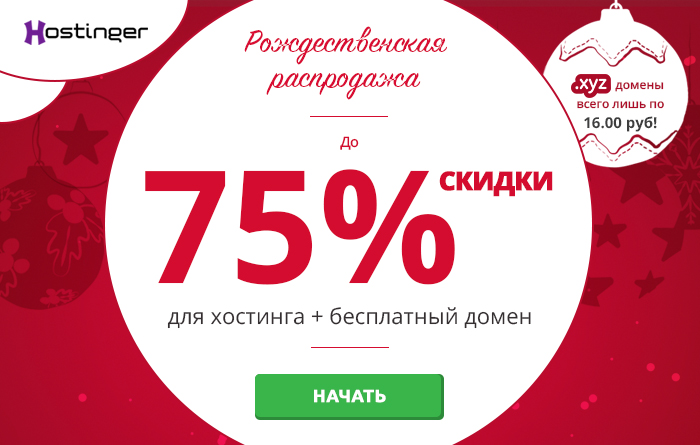 Hostinger
Рождественская
распродажа
До
75% СКИДКИ
для хостинга + бесплатный домен
НАЧАТЬ
.xyz домены
всего лишь по
16.00 руб!